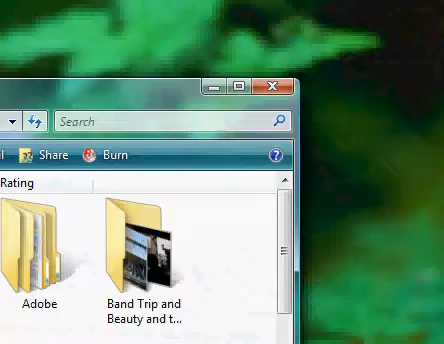 Search
Share Burn
Rating
Adobe
Band Trip and
Beauty and t...